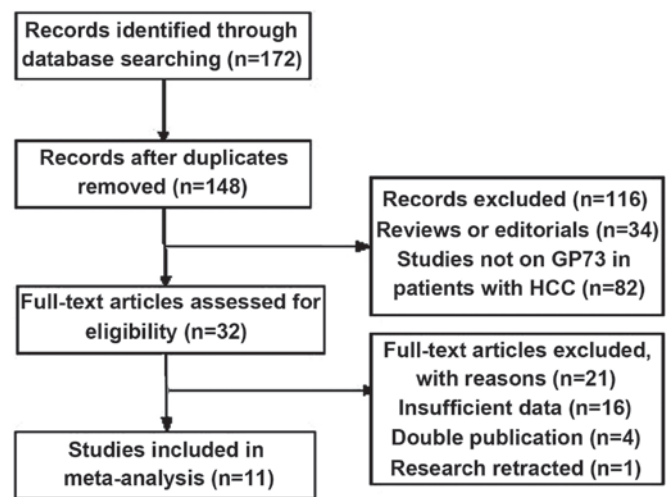 Records identified through
database searching (n=172)
Records after duplicates
removed (n=148)
Records excluded (n=116)
Reviews or editorials (n=34)
Studies not on GP73 in
patients with HCC (n=82)
Full-text articles assessed for
eligibility (n=32)
Full-text articles excluded,
with reasons (n=21)
Insufficient data (n=16)
Double publication (n=4)
Research retracted (n=1)
Studies included in
meta-analysis (n=11)